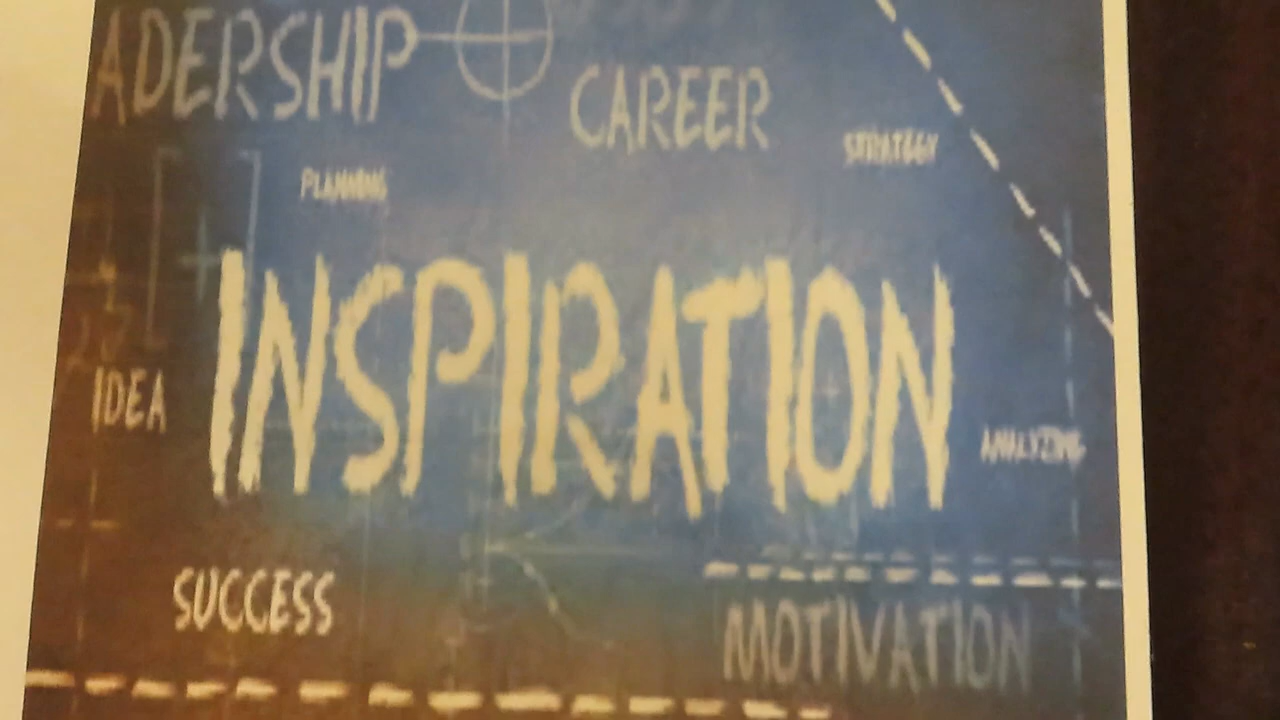 ADERSHIP
CAREER
STRATEGY
PLANNING
INSPIRATION
IDEA
ANALYZING
SUCCESS
MOTIVATION